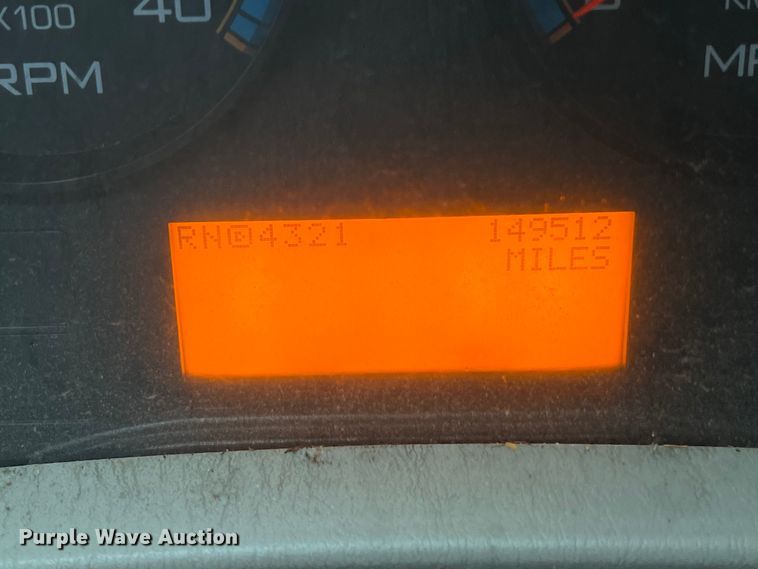 X100
40
RPM
MP
RN@4321 149512
MILES
Purple Wave Auction